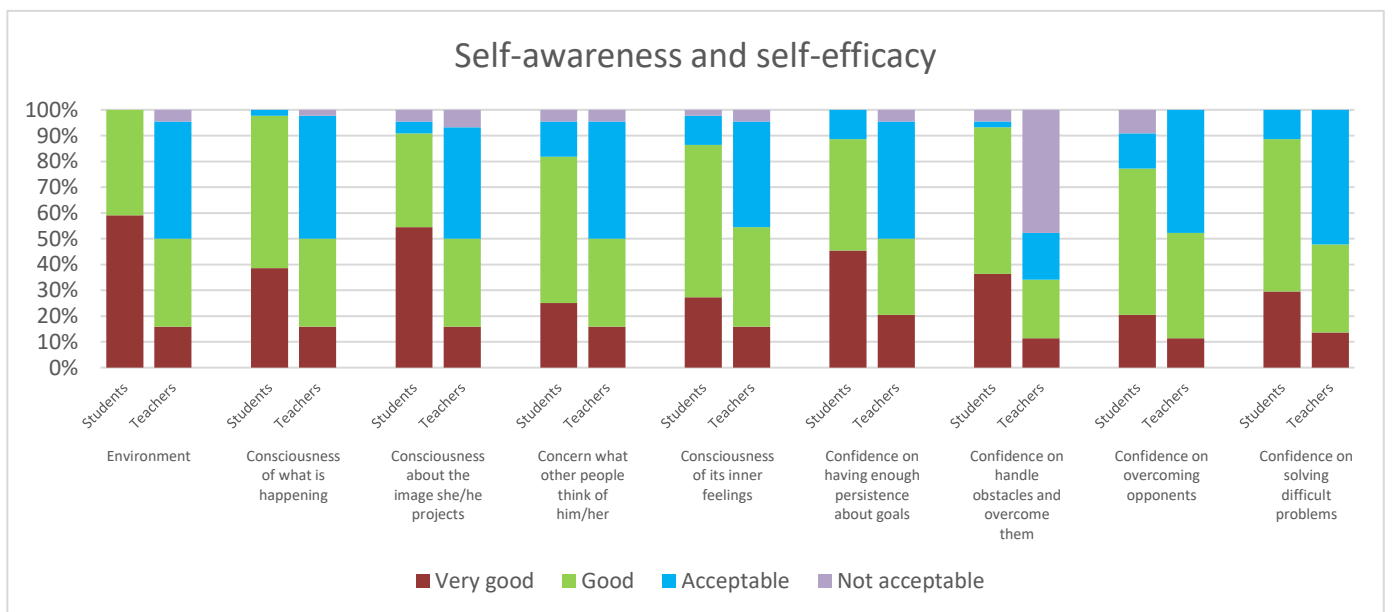 Self-awareness and self-efficacy
100%
90%
80%
70%
60%
50%
40%
30%
20%
10%
0%
Students
Teachers
Students
Teachers
Students
Teachers
Students
Teachers
Students
Teachers
Students
Teachers
Students
Teachers
Students
Teachers
Students
Teachers
Environment
Consciousness
of what is
happening
Consciousness
about the
image she/he
projects
Concern what
other people
think of
him/her
Consciousness
of its inner
feelings
Confidence on
having enough
persistence
about goals
Confidence on
handle
obstacles and
overcome
them
Confidence on
overcoming
opponents
Confidence on
solving
difficult
problems
Very good
Good
Acceptable
Not acceptable